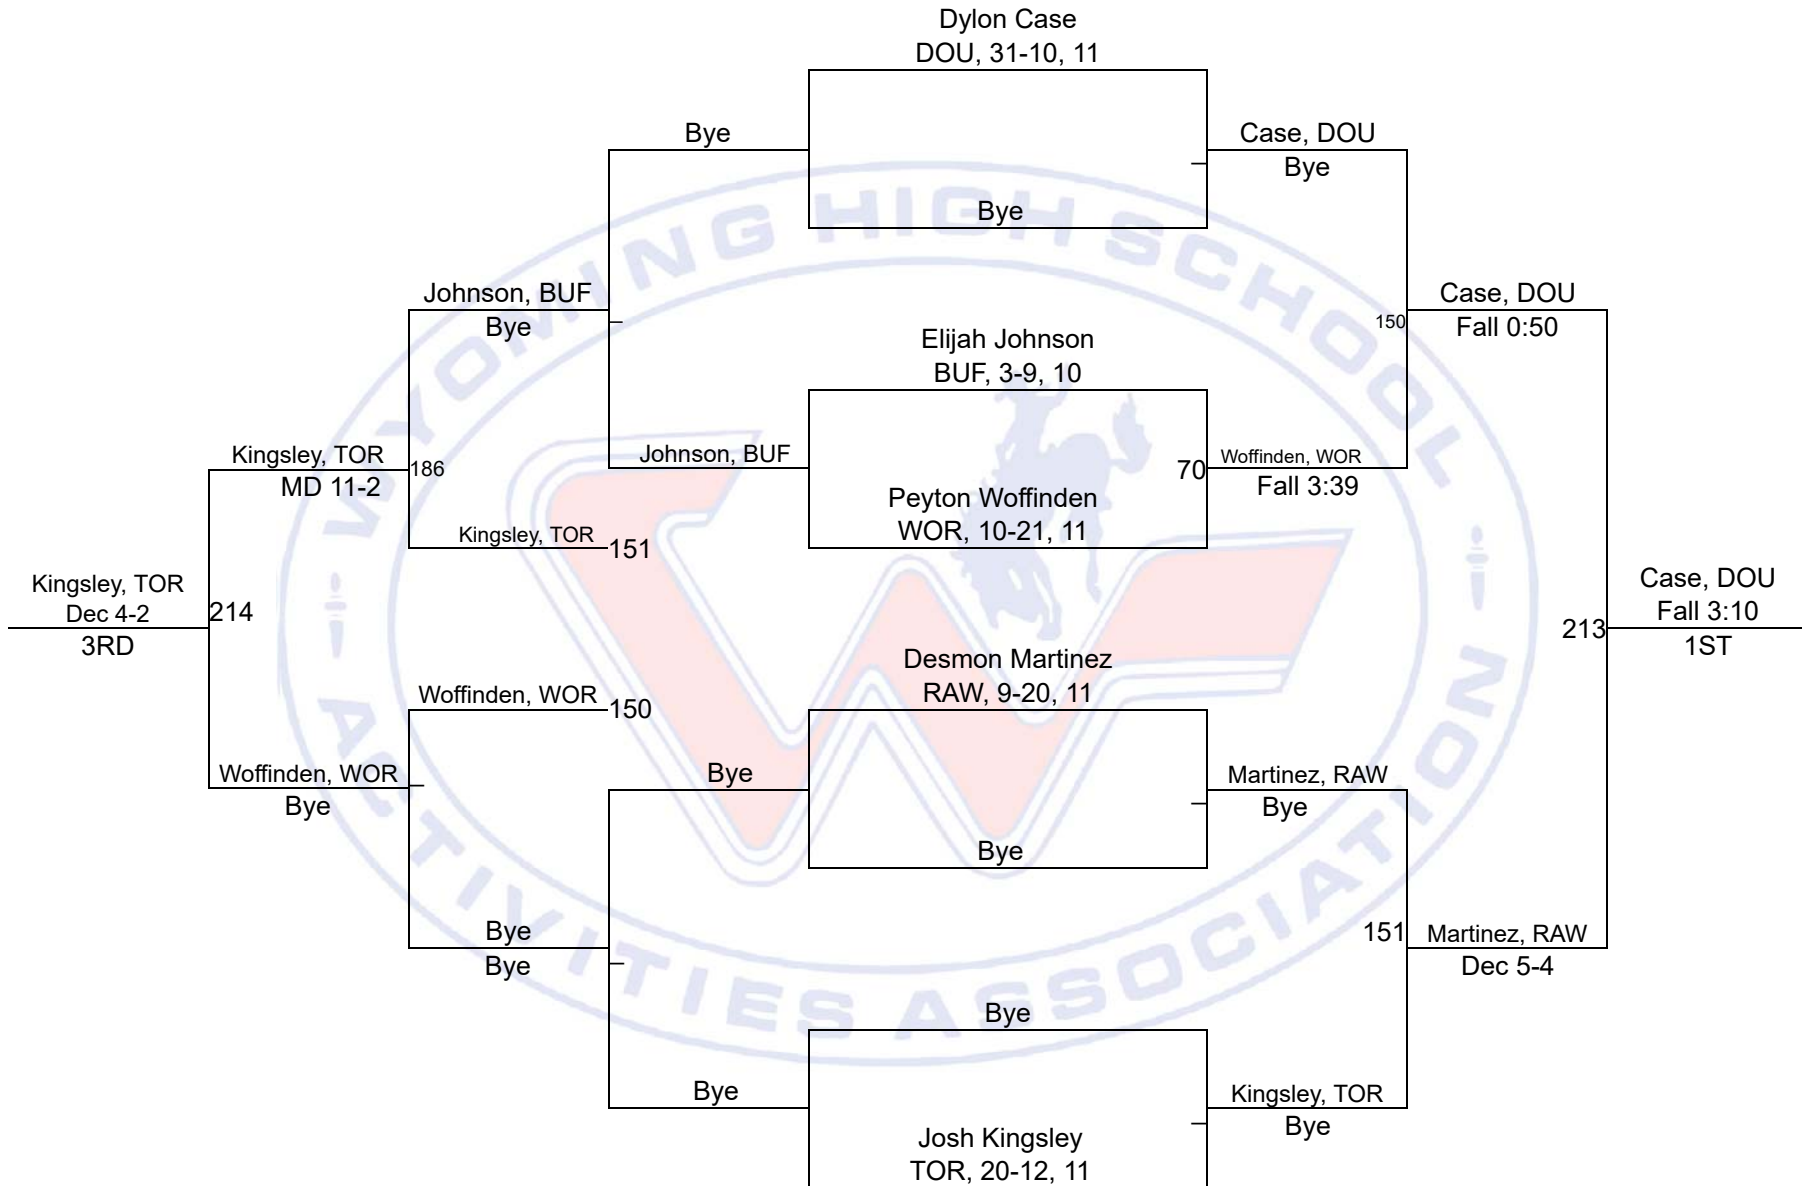 Dylon Case
DOU, 31-10, 11
Bye
Case, DOU
Bye
Bye
Johnson, BUF
Bye
Case, DOU
Fall 0:50
150
Elijah Johnson
BUF, 3-9, 10
Johnson, BUF
Kingsley, TOR
MD 11-2
186
70
Woffinden, WOR
Fall 3:39
Peyton Woffinden
WOR, 10-21, 11
Kingsley, TOR
151
Kingsley, TOR
Dec 4-2
3RD
214
Case, DOU
Fall 3:10
1ST
213
Desmon Martinez
RAW, 9-20, 11
Woffinden, WOR
150
Woffinden, WOR
Bye
Bye
Martinez, RAW
Bye
Bye
Bye
Bye
151
Martinez, RAW
Dec 5-4
Bye
Bye
Kingsley, TOR
Bye
Josh Kingsley
TOR, 20-12, 11
WYOMING HIGH SCHOOL
ACTIVITIES ASSOCIATION